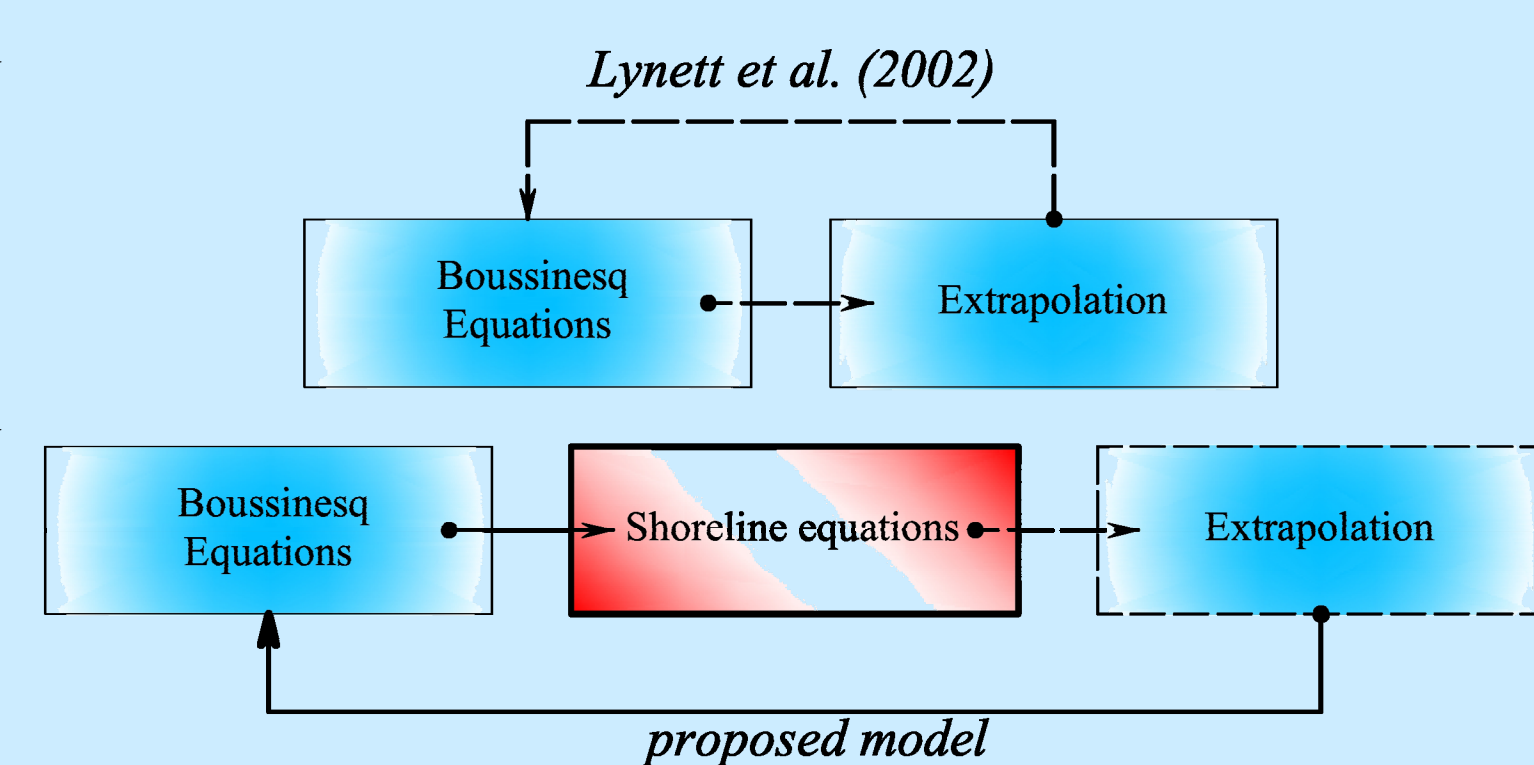 Lynett et al. (2002)
Boussinesq
Equations
Extrapolation
Boussinesq
Equations
Shoreline equations
Extrapolation
proposed model